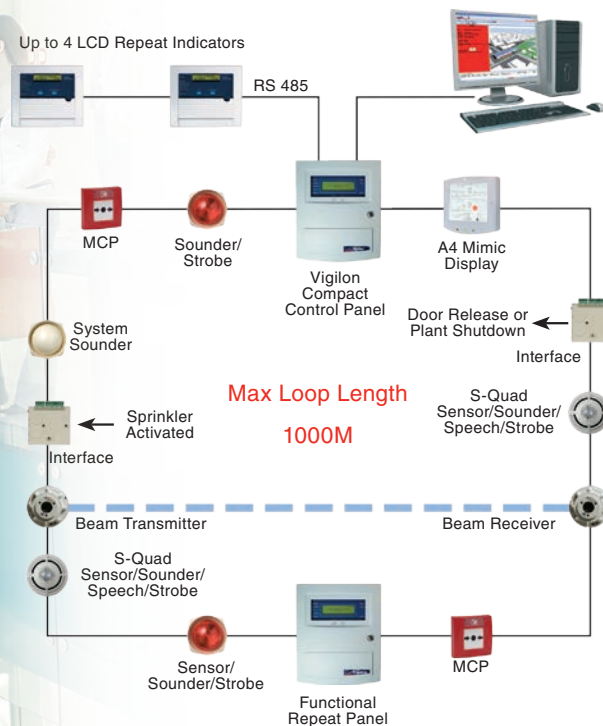 Up to 4 LCD Repeat Indicators
RS 485
MCP
Sounder/
Strobe
Vigilon
Compact
Control Panel
A4 Mimic
Display
Door Release or
Plant Shutdown
Interface
System
Sounder
Max Loop Length
1000M
S-Quad
Sensor/Sounder/
Speech/Strobe
Sprinkler
Activated
Interface
Beam Transmitter
Beam Receiver
S-Quad
Sensor/Sounder/
Speech/Strobe
Sensor/
Sounder/Strobe
Functional
Repeat Panel
MCP